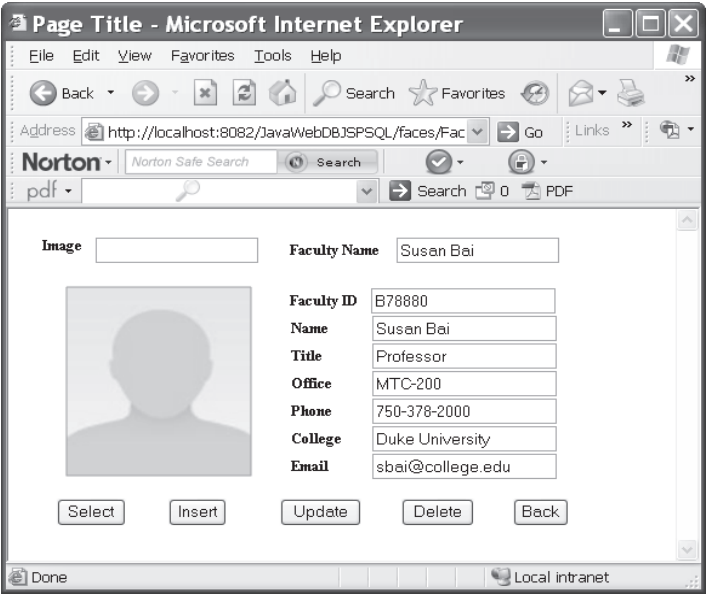 Page Title - Microsoft Internet Explorer
File Edit View Favorites Tools Help
Back Search Favorites »
Address http://localhost:8082/JavaWebDBJSPSQL/faces/Fac Go Links »
Norton Norton Safe Search Search
pdf Search 0 PDF
Image Faculty Name Susan Bai
Faculty ID B78880
Name Susan Bai
Title Professor
Office MTC-200
Phone 750-378-2000
College Duke University
Email sbai@college.edu
Select Insert Update Delete Back
Done Local intranet